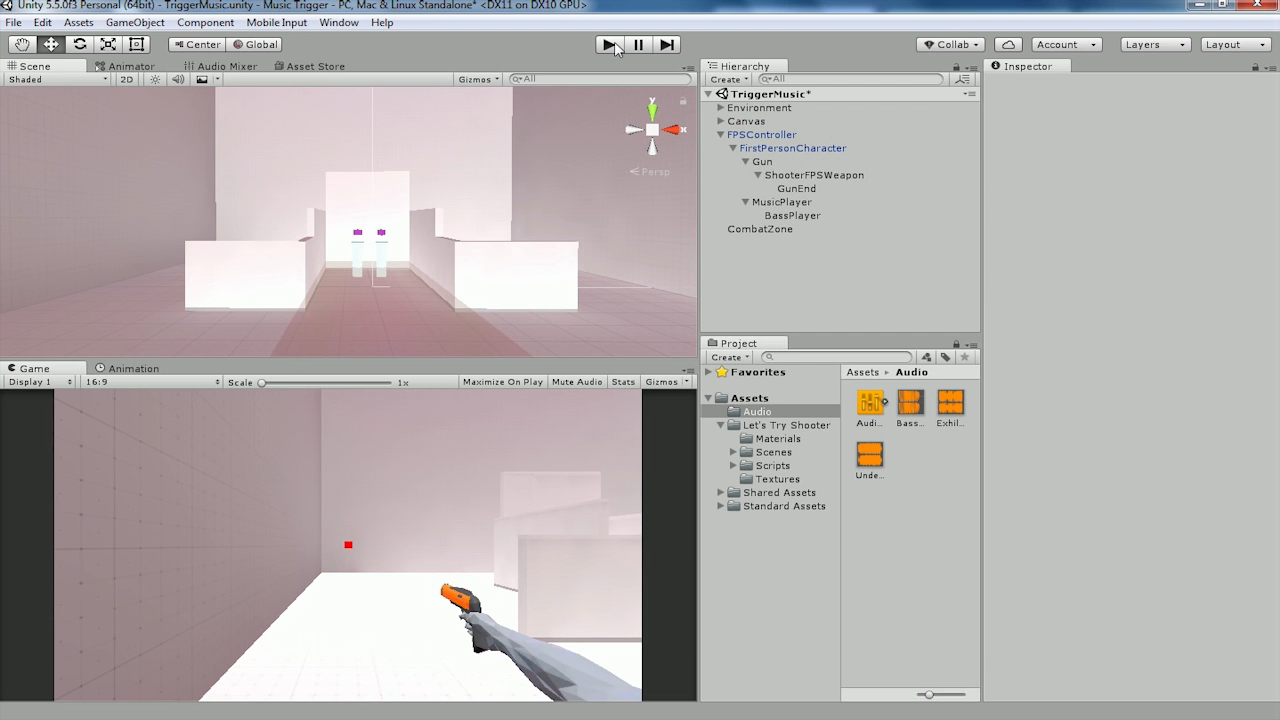 Unity 5.5.0f3 Personal (64bit) - TriggerMusic.unity - Music Trigger - PC, Mac & Linux Standalone* <DX11 on DX10 GPU>
File Edit Assets GameObject Component Mobile Input Window Help
Center Global Collab Account Layers Layout
Scene Animator Audio Mixer Asset Store
Shaded 2D Gizmos All
y
x
Persp
Hierarchy
Create All
TriggerMusic*
Environment
Canvas
FPSController
FirstPersonCharacter
Gun
ShooterFPSWeapon
GunEnd
MusicPlayer
BassPlayer
CombatZone
Inspector
Game Animation
Display 1 16:9 Scale 1x Maximize On Play Mute Audio Stats Gizmos
Project
Create
Favorites
Assets
Audio
Let's Try Shooter
Materials
Scenes
Scripts
Textures
Shared Assets
Standard Assets
Assets Audio
Audi... Bass... Exhil...
Unde...